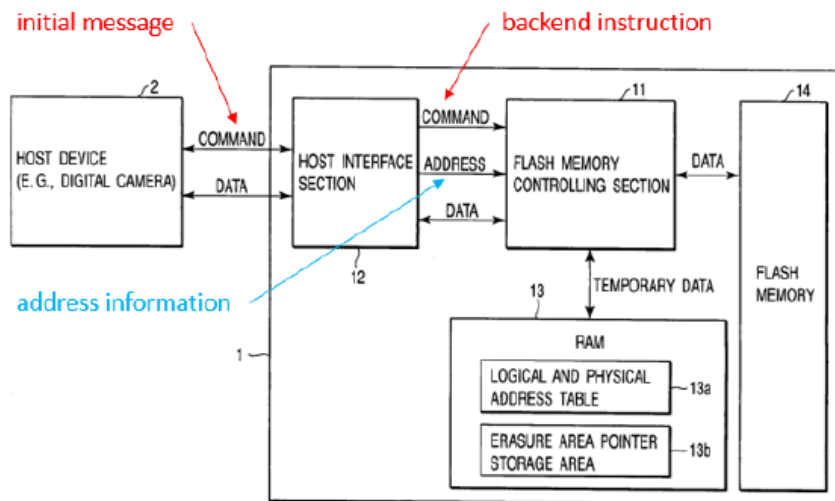 initial message
backend instruction
2
11
14
COMMAND
COMMAND
HOST DEVICE
(E. G., DIGITAL CAMERA)
HOST INTERFACE
SECTION
ADDRESS
FLASH MEMORY
CONTROLLING SECTION
DATA
DATA
DATA
12
FLASH
MEMORY
address information
TEMPORARY DATA
13
RAM
1
LOGICAL AND PHYSICAL
ADDRESS TABLE
13a
ERASURE AREA POINTER
STORAGE AREA
13b